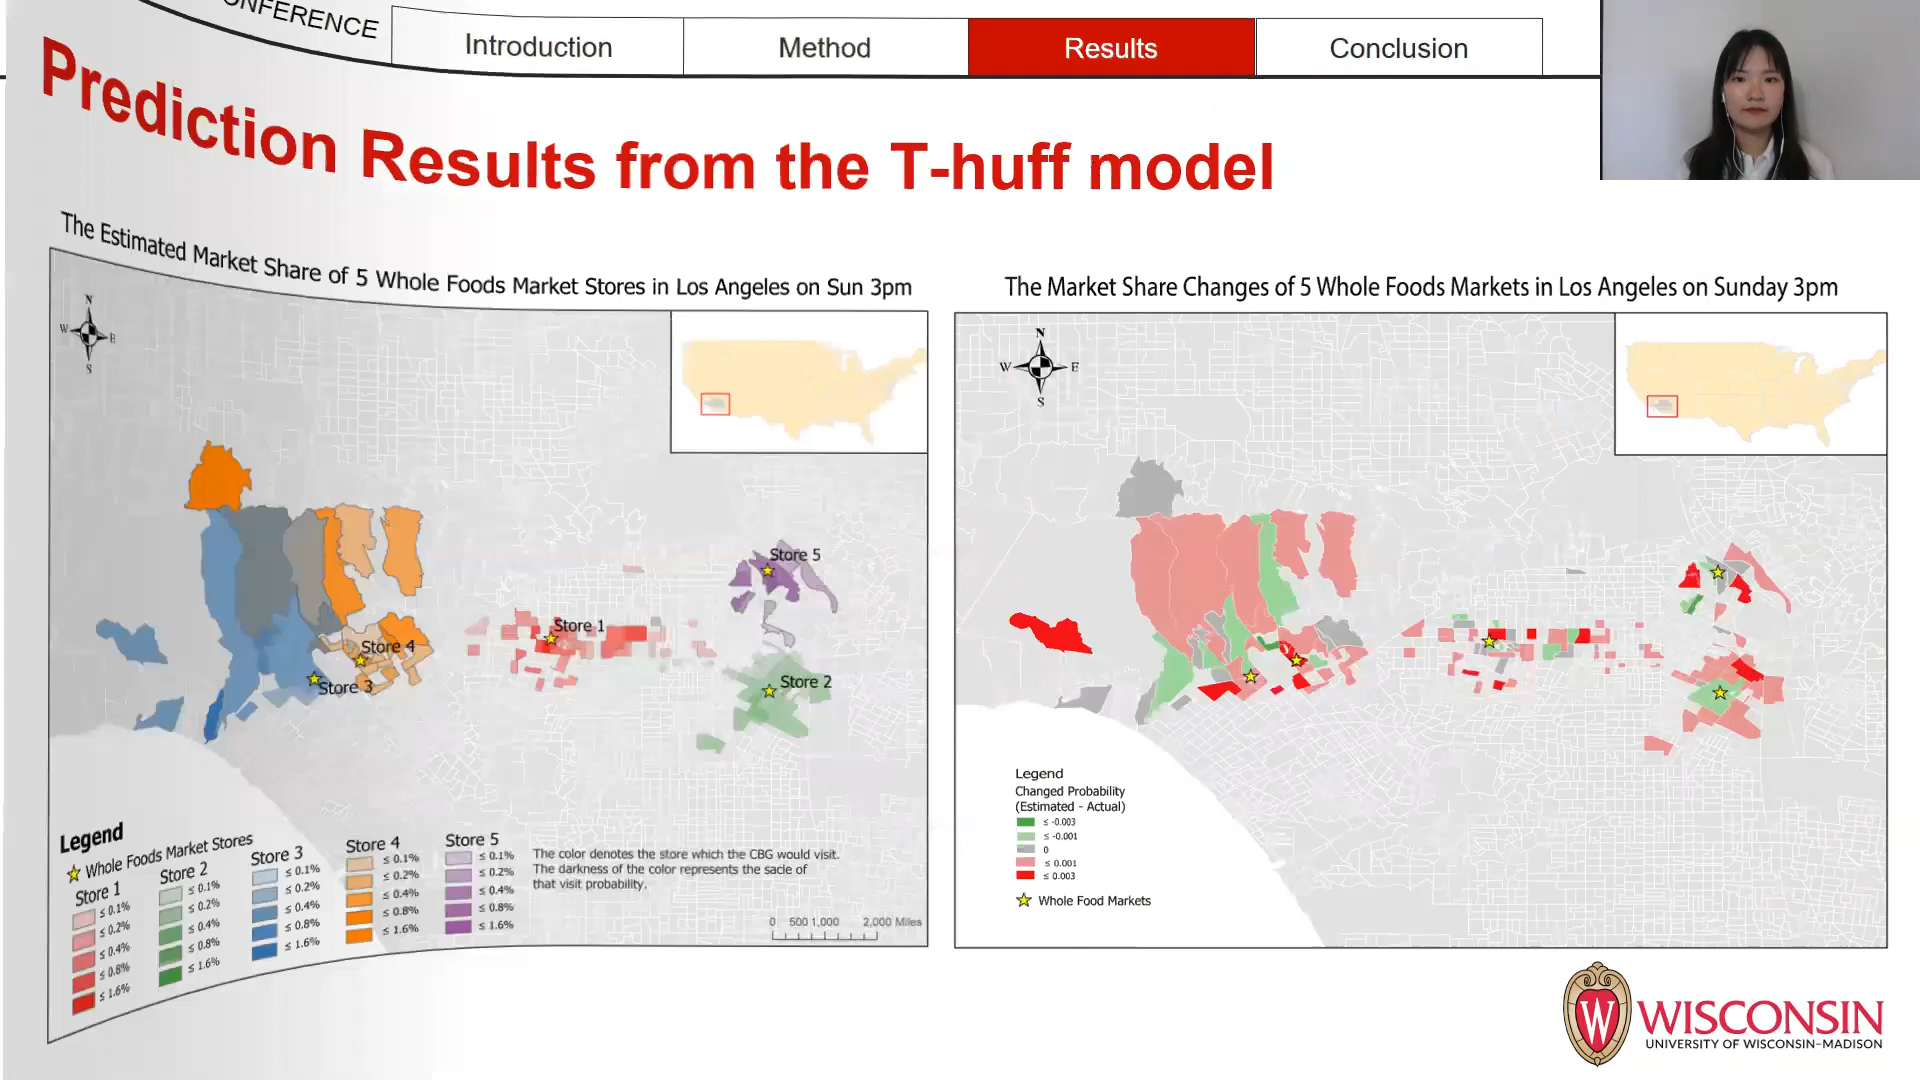 CONFERENCE
Introduction
Method
Results
Conclusion
Prediction Results from the T-huff model
The Estimated Market Share of 5 Whole Foods Market Stores in Los Angeles on Sun 3pm
N
W
E
S
Store 5
Store 1
Store 4
Store 3
Store 2
Legend
Whole Foods Market Stores
Store 1
≤ 0.1%
≤ 0.2%
≤ 0.4%
≤ 0.8%
≤ 1.6%
Store 2
≤ 0.1%
≤ 0.2%
≤ 0.4%
≤ 0.8%
≤ 1.6%
Store 3
≤ 0.1%
≤ 0.2%
≤ 0.4%
≤ 0.8%
≤ 1.6%
Store 4
≤ 0.1%
≤ 0.2%
≤ 0.4%
≤ 0.8%
≤ 1.6%
Store 5
≤ 0.1%
≤ 0.2%
≤ 0.4%
≤ 0.8%
≤ 1.6%
The color denotes the store which the CBG would visit.
The darkness of the color represents the sacle of
that visit probability.
0 500 1,000 2,000 Miles
The Market Share Changes of 5 Whole Foods Markets in Los Angeles on Sunday 3pm
N
W
E
S
Legend
Changed Probability
(Estimated - Actual)
≤ -0.003
≤ -0.001
0
≤ 0.001
≤ 0.003
Whole Food Markets
W
WISCONSIN
UNIVERSITY OF WISCONSIN–MADISON